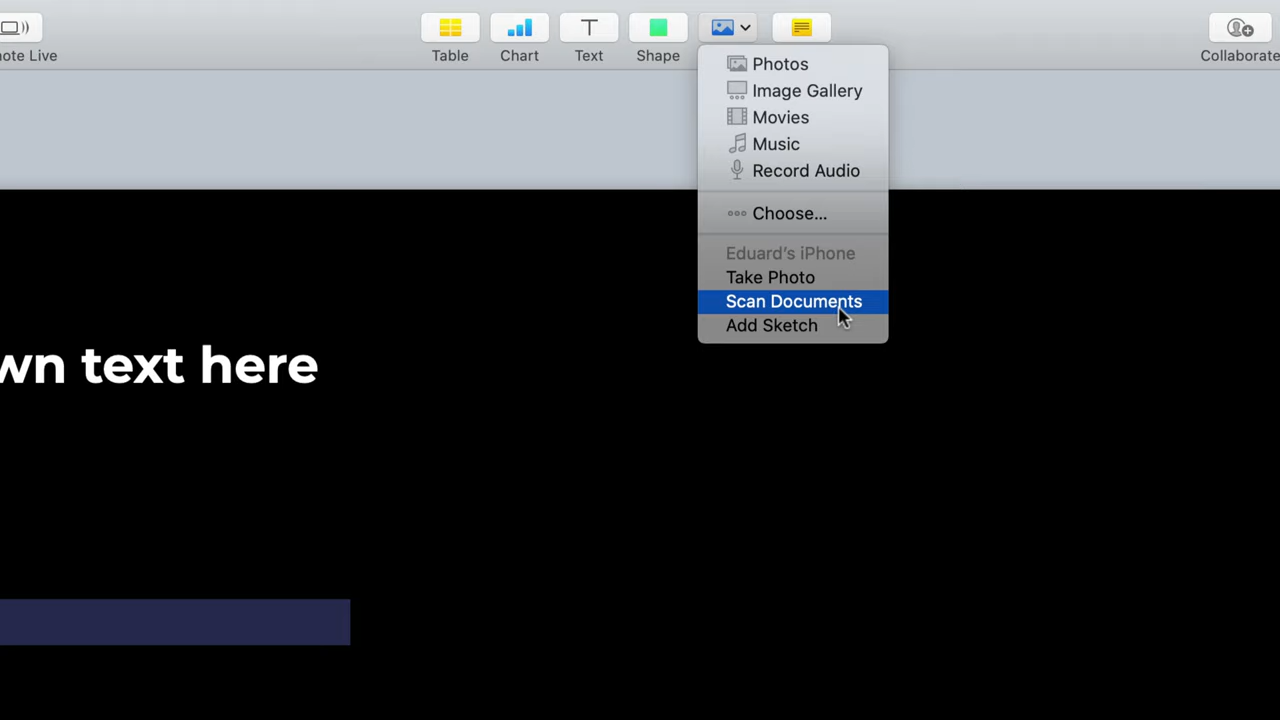 ote Live
Table
Chart
Text
Shape
Collaborate
Photos
Image Gallery
Movies
Music
Record Audio
Choose...
Eduard’s iPhone
Take Photo
Scan Documents
Add Sketch
wn text here